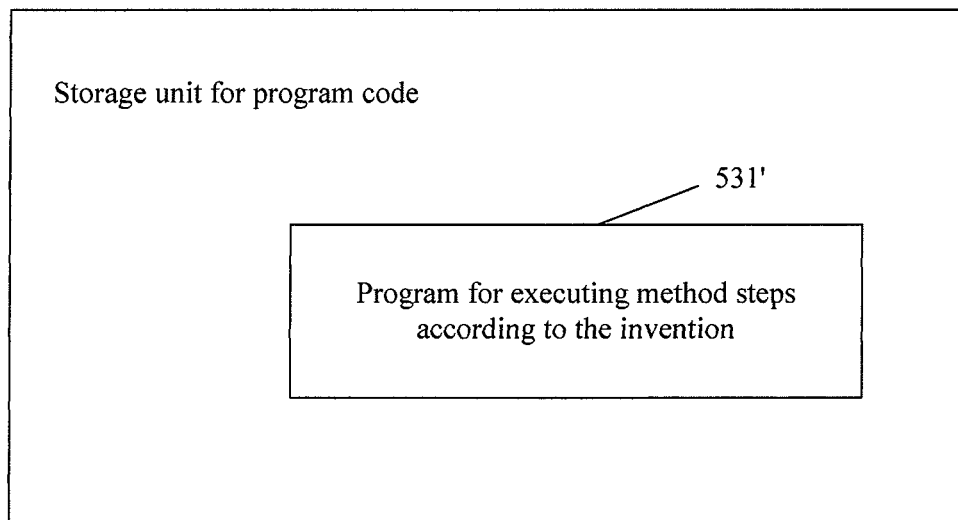 Storage unit for program code
531'
Program for executing method steps
according to the invention